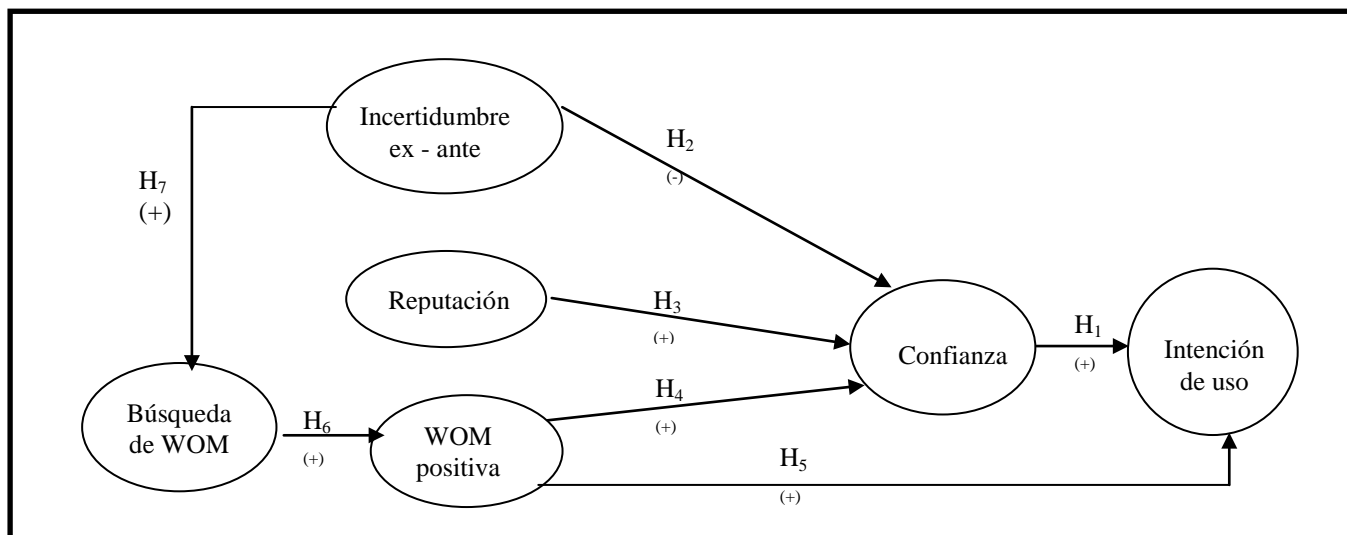 Incertidumbre
ex - ante
H2
(-)
H7
(+)
Reputación
H3
(+)
Confianza
H1
(+)
Intención
de uso
Búsqueda
de WOM
H6
(+)
WOM
positiva
H4
(+)
H5
(+)